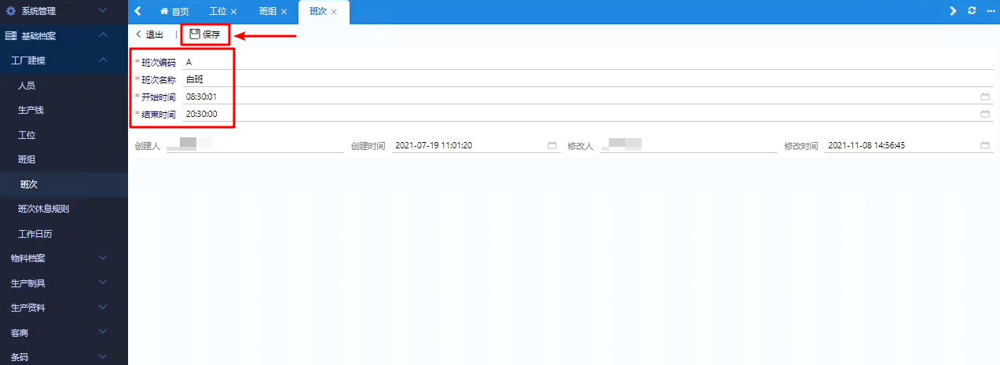 系统管理
首页 工位 班组 班次
基础档案
退出 | 保存
工厂建模
* 班次编码 A
* 班次名称 白班
* 开始时间 08:30:01
* 结束时间 20:30:00
创建人 创建时间 2021-07-19 11:01:20 修改人 修改时间 2021-11-08 14:56:45
人员
生产线
工位
班组
班次
班次休息规则
工作日历
物料档案
生产制具
生产资料
客商
条码